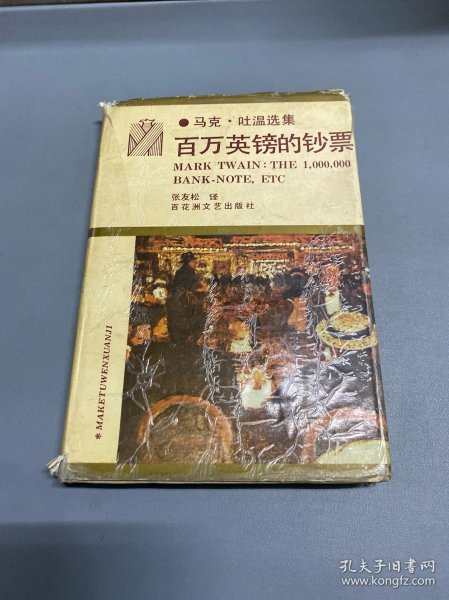 ●马克·吐温选集
百万英镑的钞票
MARK TWAIN: THE 1,000,000
BANK-NOTE, ETC
张友松 译
百花洲文艺出版社
*MAKETUWENXUANJI
孔夫子旧书网
www.kongfz.com